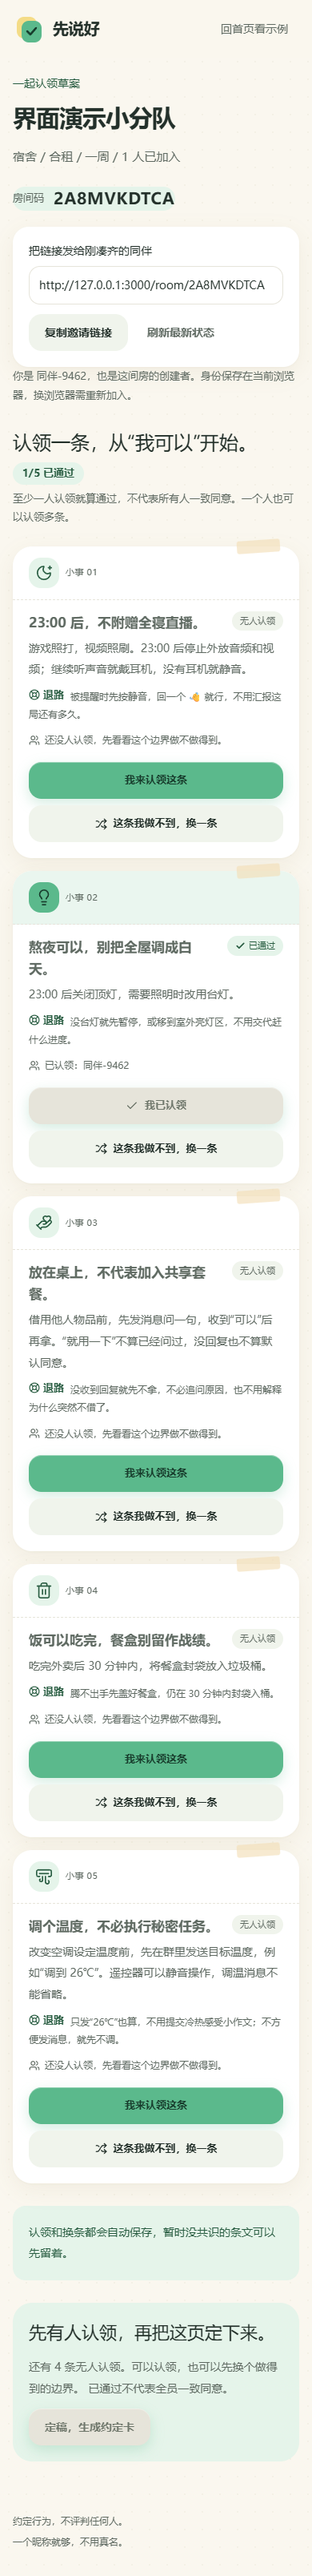 先说好
回首页看示例
一起认领草案
界面演示小分队
宿舍 / 合租 / 一周 / 1 人已加入
房间码 2A8MVKDTCA
把链接发给刚凑齐的同伴
http://127.0.0.1:3000/room/2A8MVKDTCA
复制邀请链接
刷新最新状态
你是 同伴-9462，也是这间房的创建者。身份保存在当前浏览
器，换浏览器需重新加入。
认领一条，从“我可以”开始。
1/5 已通过
至少一人认领就算通过，不代表所有人一致同意。一个人也可
以认领多条。
小事 01
23:00 后，不附赠全寝直播。
无人认领
游戏照打，视频照刷。23:00 后停止外放音频和视
频；继续听声音就戴耳机，没有耳机就静音。
退路 被提醒时先按静音，回一个 🤙 就行，不用汇报这
局还有多久。
还没人认领，先看看这个边界做不做得到。
我来认领这条
这条我做不到，换一条
小事 02
熬夜可以，别把全屋调成白
天。
已通过
23:00 后关闭顶灯，需要照明时改用台灯。
退路 没台灯就先暂停，或移到室外亮灯区，不用交代赶
什么进度。
已认领：同伴-9462
我已认领
这条我做不到，换一条
小事 03
放在桌上，不代表加入共享套
餐。
无人认领
借用他人物品前，先发消息问一句，收到“可以”后
再拿。“就用一下”不算已经问过，没回复也不算默
认同意。
退路 没收到回复就先不拿，不必追问原因，也不用解释
为什么突然不借了。
还没人认领，先看看这个边界做不做得到。
我来认领这条
这条我做不到，换一条
小事 04
饭可以吃完，餐盒别留作战绩。
无人认领
吃完外卖后 30 分钟内，将餐盒封袋放入垃圾桶。
退路 腾不出手先盖好餐盒，仍在 30 分钟内封袋入桶。
还没人认领，先看看这个边界做不做得到。
我来认领这条
这条我做不到，换一条
小事 05
调个温度，不必执行秘密任务。
无人认领
改变空调设定温度前，先在群里发送目标温度，例
如“调到 26℃”。遥控器可以静音操作，调温消息不
能省略。
退路 只发“26℃”也算，不用提交冷热感受小作文；不方
便发消息，就先不调。
还没人认领，先看看这个边界做不做得到。
我来认领这条
这条我做不到，换一条
认领和换条都会自动保存，暂时没共识的条文可以
先留着。
先有人认领，再把这页定下来。
还有 4 条无人认领。可以认领，也可以先换个做得
到的边界。 已通过不代表全员一致同意。
定稿，生成约定卡
约定行为，不评判任何人。
一个昵称就够，不用真名。